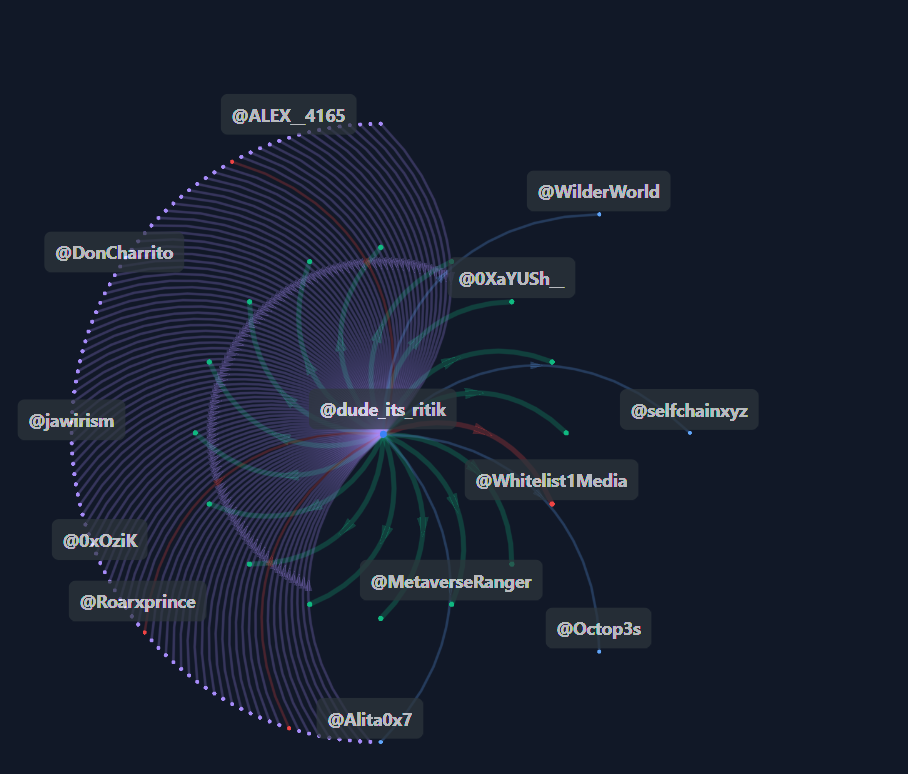 @ALEX__4165
@WilderWorld
@DonCharrito
@0XaYUSh__
@dude_its_ritik
@selfchainxyz
@jawirism
@Whitelist1Media
@0xOziK
@MetaverseRanger
@Roarxprince
@Octop3s
@Alita0x7